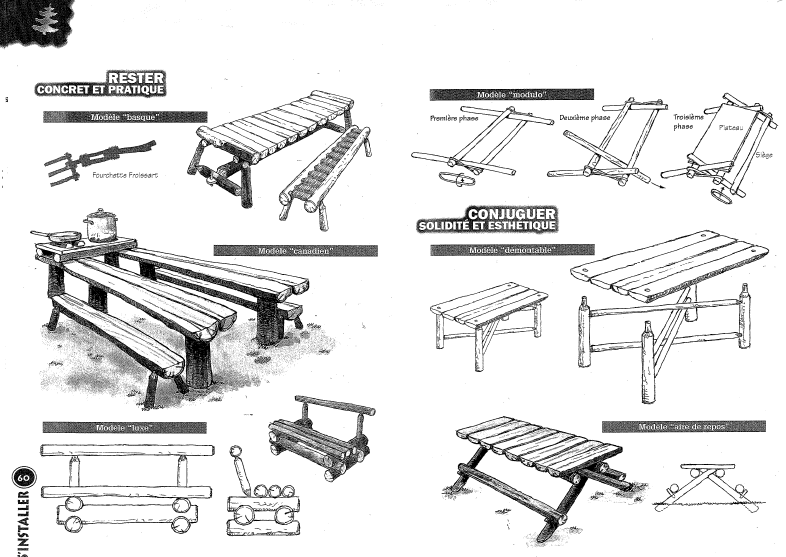 RESTER
CONCRET ET PRATIQUE
Modèle "basque"
Fourchette Froissart
Modèle "canadien"
Modèle "luxe"
60
S'INSTALLER
Modèle "modulo"
Première phase
Deuxième phase
Troisième
phase
Plateau
Siège
CONJUGUER
SOLIDITÉ ET ESTHÉTIQUE
Modèle "démontable"
Modèle "aire de repos"